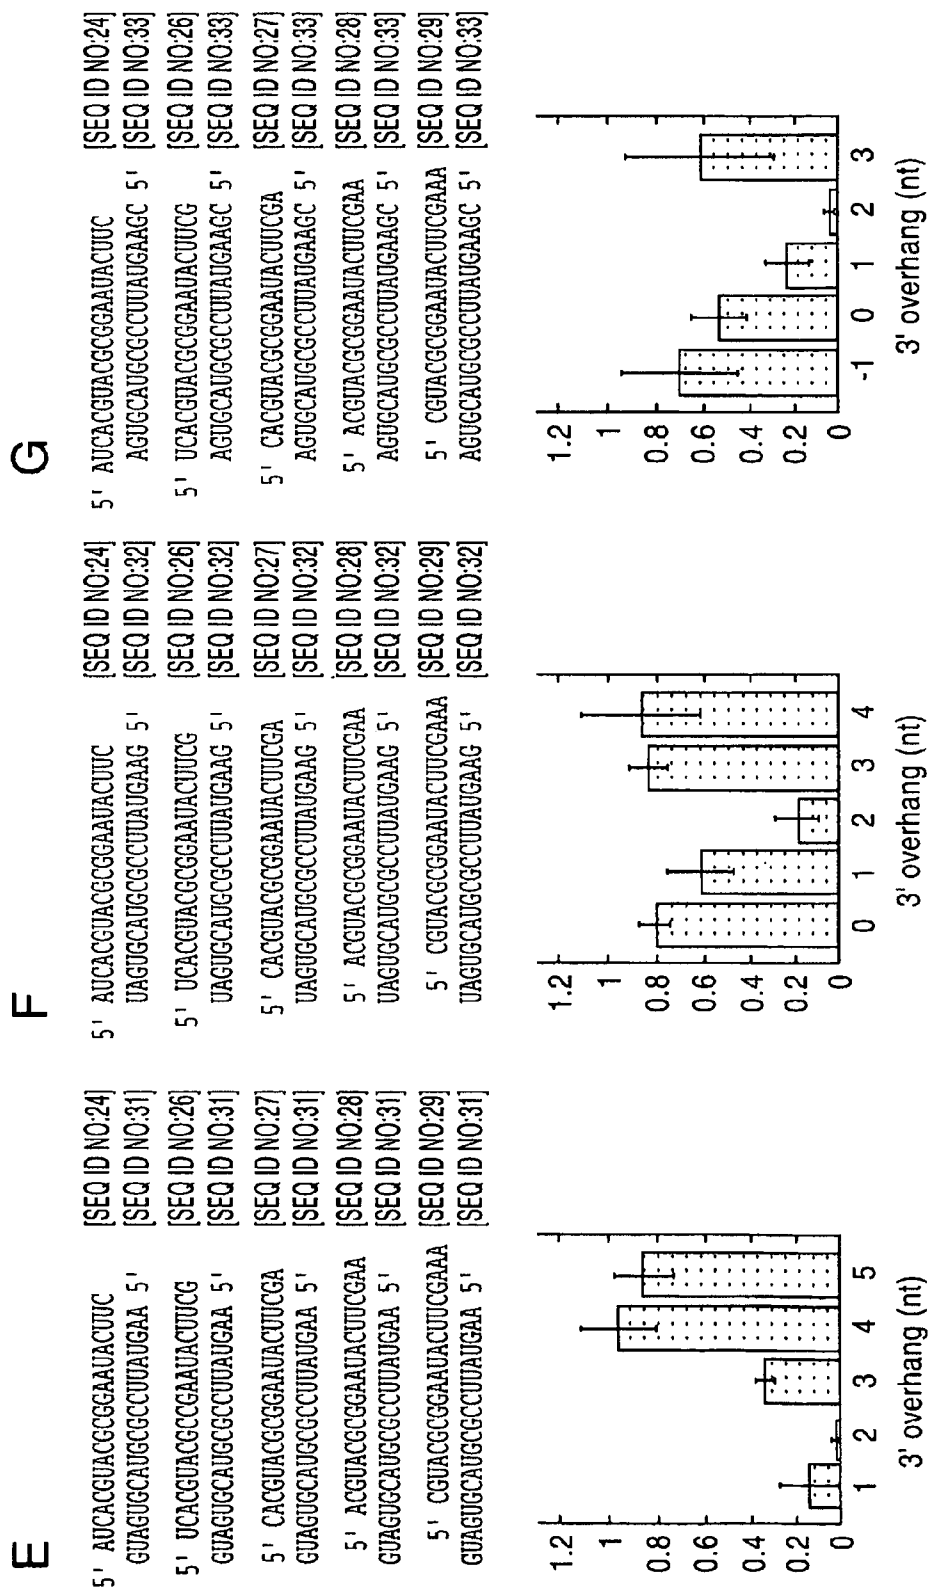 E
5' AUCACGUACGCGGAAUACUUC [SEQ ID NO:24]
GUAGUGCAUGCGCCUUAUGAA 5' [SEQ ID NO:31]
5' UCACGUACGCCGAAUACUUCG [SEQ ID NO:26]
GUAGUGCAUGCGCCUUAUGAA 5' [SEQ ID NO:31]
5' CACGUACGCGGAAUACUUCGA [SEQ ID NO:27]
GUAGUGCAUGCGCCUUAUGAA 5' [SEQ ID NO:31]
5' ACGUACGCGGAAUACUUCGAA [SEQ ID NO:28]
GUAGUGCAUGCGCCUUAUGAA 5' [SEQ ID NO:31]
5' CGUACGCGGAAUACUUCGAAA [SEQ ID NO:29]
GUAGUGCAUGCGCCUUAUGAA 5' [SEQ ID NO:31]
1.2
1
0.8
0.6
0.4
0.2
0
1 2 3 4 5
3' overhang (nt)
F
5' AUCACGUACGCGGAAUACUUC [SEQ ID NO:24]
UAGUGCAUGCGCCUUAUGAAG 5' [SEQ ID NO:32]
5' UCACGUACGCGGAAUACUUCG [SEQ ID NO:26]
UAGUGCAUGCGCCUUAUGAAG 5' [SEQ ID NO:32]
5' CACGUACGCGGAAUACUUCGA [SEQ ID NO:27]
UAGUGCAUGCGCCUUAUGAAG 5' [SEQ ID NO:32]
5' ACGUACGCGGAAUACUUCGAA [SEQ ID NO:28]
UAGUGCAUGCGCCUUAUGAAG 5' [SEQ ID NO:32]
5' CGUACGCGGAAUACUUCGAAA [SEQ ID NO:29]
UAGUGCAUGCGCCUUAUGAAG 5' [SEQ ID NO:32]
1.2
1
0.8
0.6
0.4
0.2
0
0 1 2 3 4
3' overhang (nt)
G
5' AUCACGUACGCGGAAUACUUC [SEQ ID NO:24]
AGUGCAUGCGCCUUAUGAAGC 5' [SEQ ID NO:33]
5' UCACGUACGCGGAAUACUUCG [SEQ ID NO:26]
AGUGCAUGCGCCUUAUGAAGC 5' [SEQ ID NO:33]
5' CACGUACGCGGAAUACUUCGA [SEQ ID NO:27]
AGUGCAUGCGCCUUAUGAAGC 5' [SEQ ID NO:33]
5' ACGUACGCGGAAUACUUCGAA [SEQ ID NO:28]
AGUGCAUGCGCCUUAUGAAGC 5' [SEQ ID NO:33]
5' CGUACGCGGAAUACUUCGAAA [SEQ ID NO:29]
AGUGCAUGCGCCUUAUGAAGC 5' [SEQ ID NO:33]
1.2
1
0.8
0.6
0.4
0.2
0
-1 0 1 2 3
3' overhang (nt)